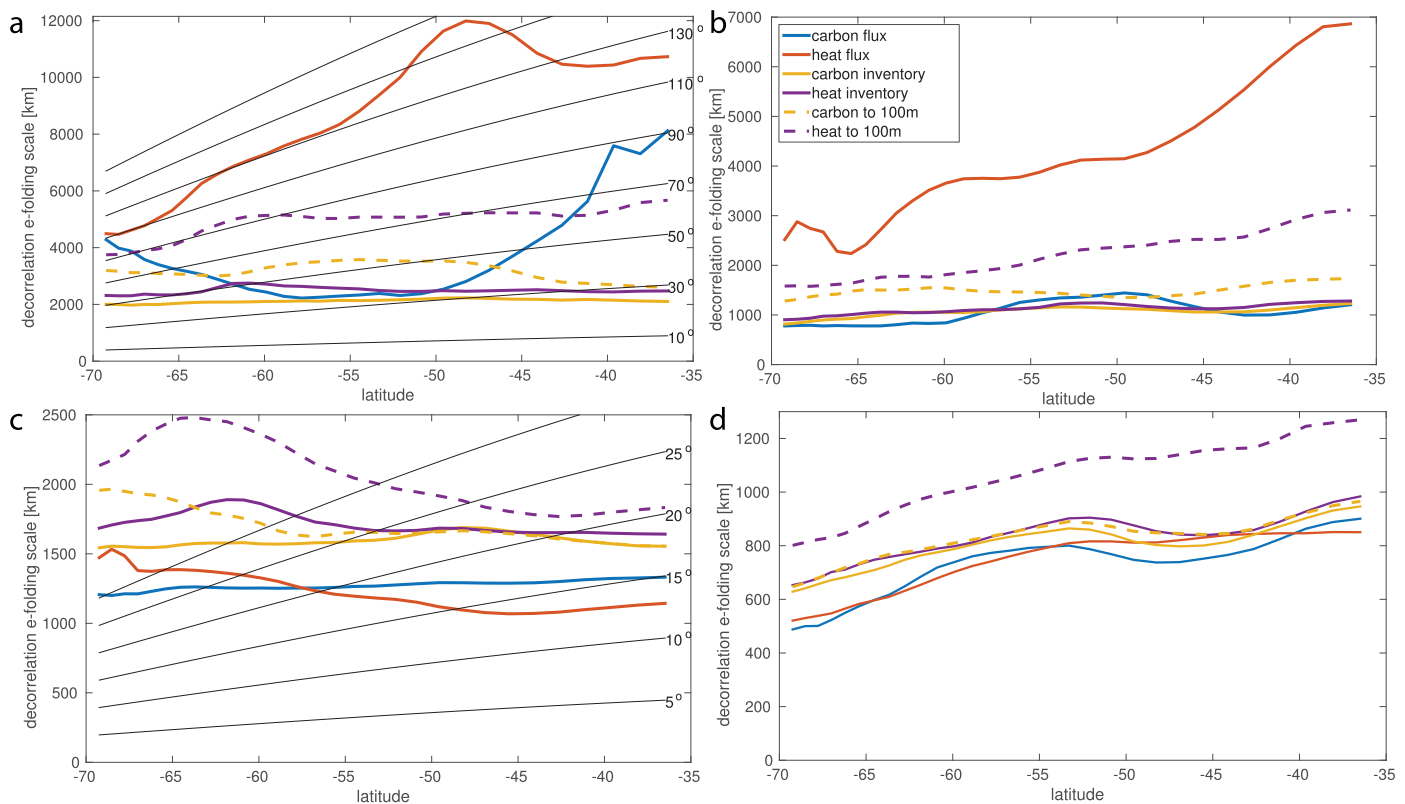 a
12000
10000
8000
6000
4000
2000
0
decorrelation e-folding scale [km]
130 o
110 o
90 o
70 o
50 o
30 o
10 o
-70 -65 -60 -55 -50 -45 -40 -35
latitude
b
7000
6000
5000
4000
3000
2000
1000
0
decorrelation e-folding scale [km]
carbon flux
heat flux
carbon inventory
heat inventory
carbon to 100m
heat to 100m
-70 -65 -60 -55 -50 -45 -40 -35
latitude
c
2500
2000
1500
1000
500
0
decorrelation e-folding scale [km]
25 o
20 o
15 o
10 o
5 o
-70 -65 -60 -55 -50 -45 -40 -35
latitude
d
1200
1000
800
600
400
200
0
decorrelation e-folding scale [km]
-70 -65 -60 -55 -50 -45 -40 -35
latitude